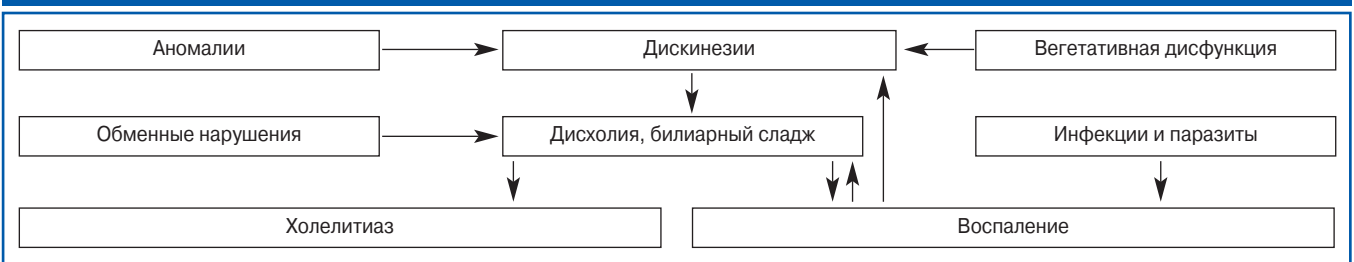 Аномалии
Дискинезии
Вегетативная дисфункция
Обменные нарушения
Дисхолия, билиарный сладж
Инфекции и паразиты
Холелитиаз
Воспаление